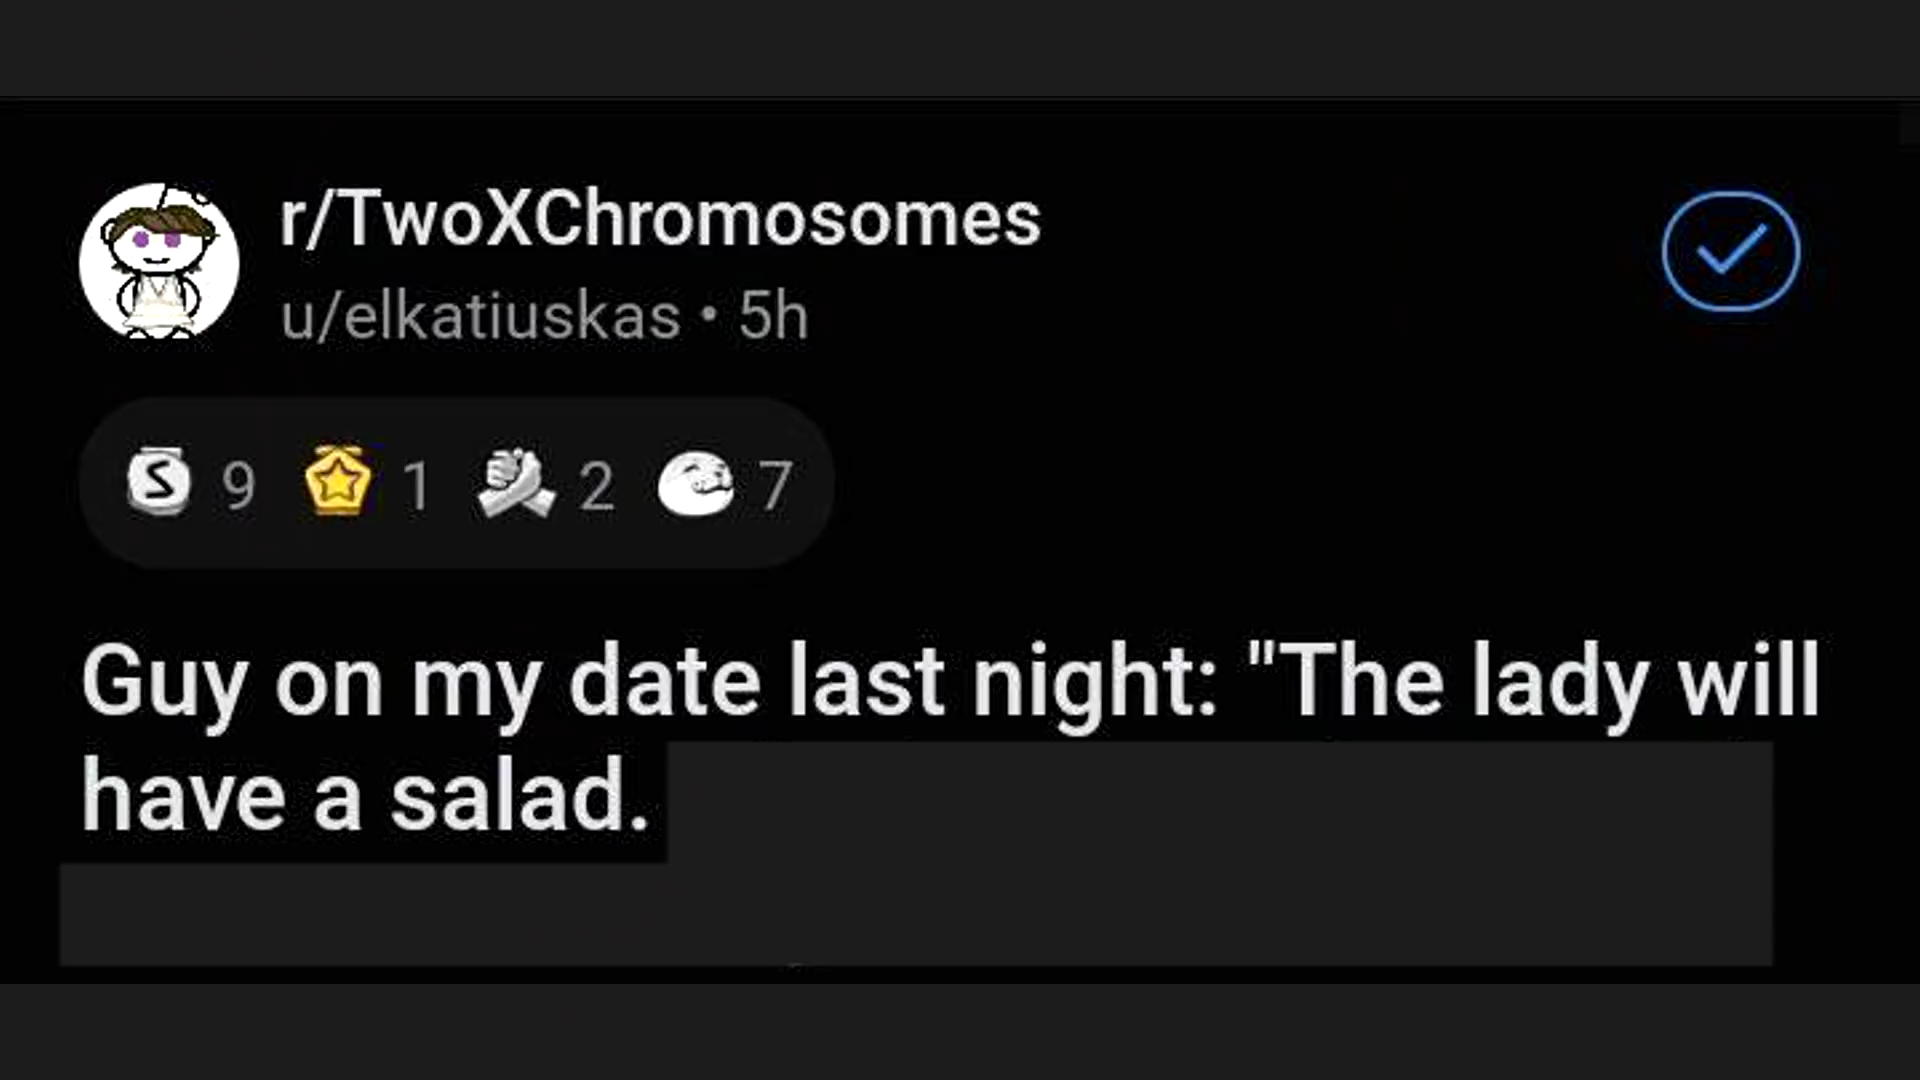 r/TwoXChromosomes
u/elkatiuskas • 5h
S 9 1 2 7
Guy on my date last night: "The lady will
have a salad.